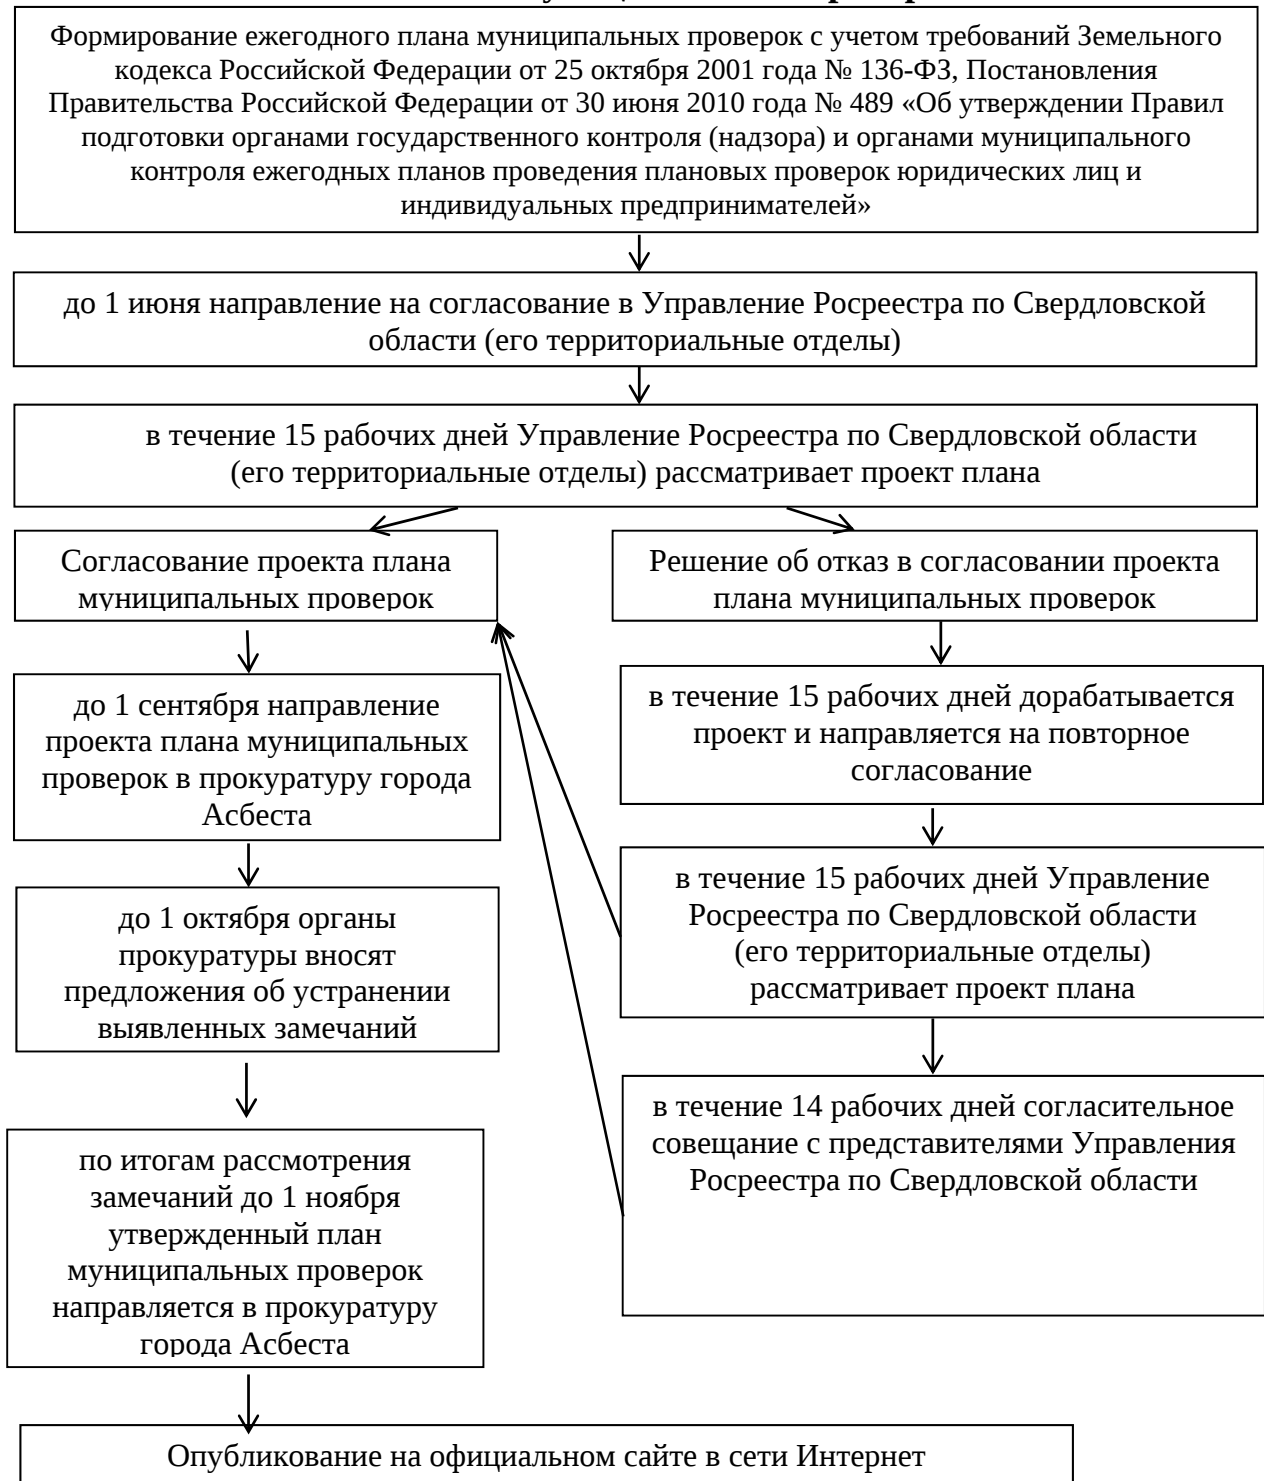 Формирование ежегодного плана муниципальных проверок с учетом требований Земельного
кодекса Российской Федерации от 25 октября 2001 года № 136-ФЗ, Постановления
Правительства Российской Федерации от 30 июня 2010 года № 489 «Об утверждении Правил
подготовки органами государственного контроля (надзора) и органами муниципального
контроля ежегодных планов проведения плановых проверок юридических лиц и
индивидуальных предпринимателей»
до 1 июня направление на согласование в Управление Росреестра по Свердловской
области (его территориальные отделы)
в течение 15 рабочих дней Управление Росреестра по Свердловской области
(его территориальные отделы) рассматривает проект плана
Согласование проекта плана
муниципальных проверок
Решение об отказ в согласовании проекта
плана муниципальных проверок
до 1 сентября направление
проекта плана муниципальных
проверок в прокуратуру города
Асбеста
в течение 15 рабочих дней дорабатывается
проект и направляется на повторное
согласование
до 1 октября органы
прокуратуры вносят
предложения об устранении
выявленных замечаний
в течение 15 рабочих дней Управление
Росреестра по Свердловской области
(его территориальные отделы)
рассматривает проект плана
в течение 14 рабочих дней согласительное
совещание с представителями Управления
Росреестра по Свердловской области
по итогам рассмотрения
замечаний до 1 ноября
утвержденный план
муниципальных проверок
направляется в прокуратуру
города Асбеста
Опубликование на официальном сайте в сети Интернет